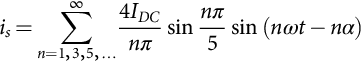 i_s = \sum_{n=1,3,5,\ldots}^{\infty} \frac{4I_{DC}}{n\pi} \sin \frac{n\pi}{5} \sin (n\omega t - n\alpha)